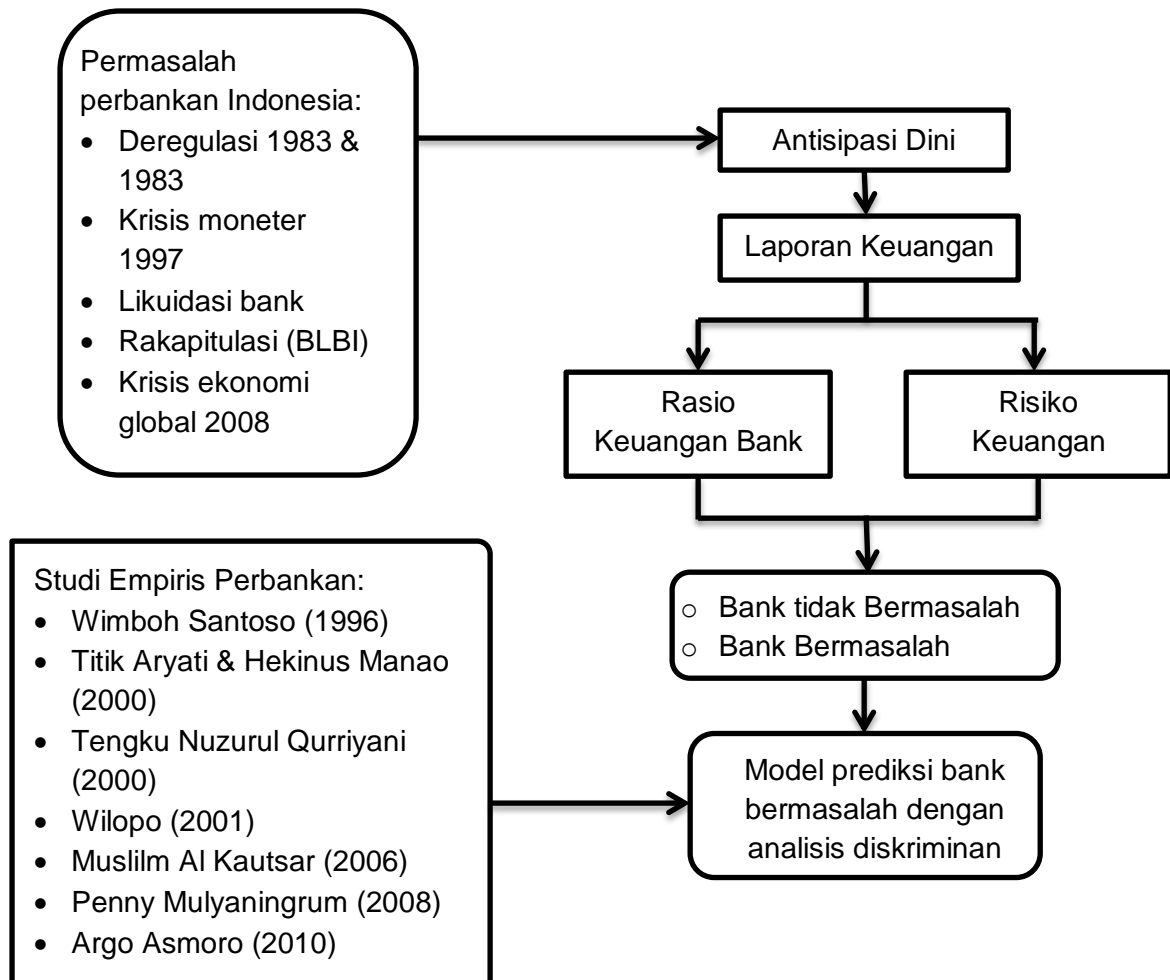 Permasalah
perbankan Indonesia:
• Deregulasi 1983 &
1983
• Krisis moneter
1997
• Likuidasi bank
• Rakapitulasi (BLBI)
• Krisis ekonomi
global 2008
Antisipasi Dini
Laporan Keuangan
Rasio
Keuangan Bank
Risiko
Keuangan
Studi Empiris Perbankan:
• Wimboh Santoso (1996)
• Titik Aryati & Hekinus Manao
(2000)
• Tengku Nuzurul Qurriyani
(2000)
• Wilopo (2001)
• Muslilm Al Kautsar (2006)
• Penny Mulyaningrum (2008)
• Argo Asmoro (2010)
○ Bank tidak Bermasalah
○ Bank Bermasalah
Model prediksi bank
bermasalah dengan
analisis diskriminan